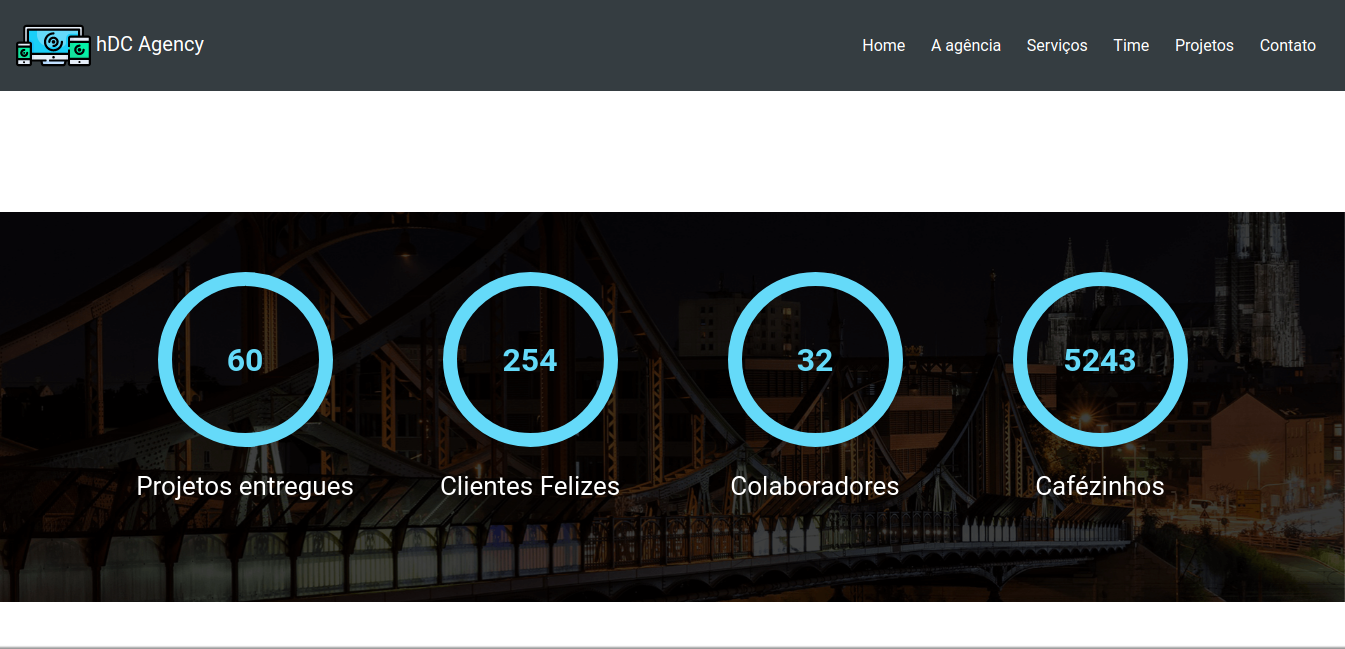 hDC Agency
Home A agência Serviços Time Projetos Contato
60 254 32 5243
Projetos entregues Clientes Felizes Colaboradores Cafézinhos